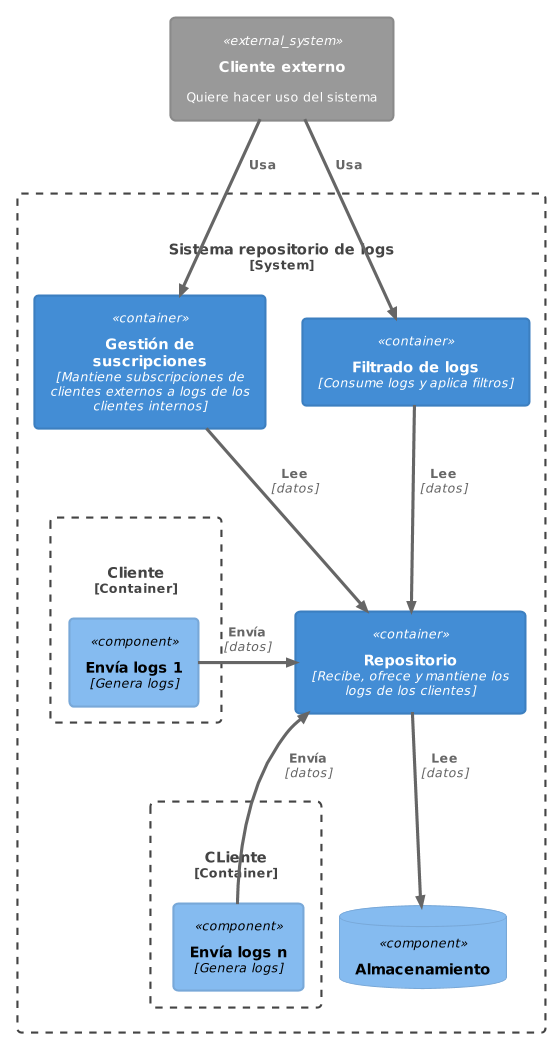 «external_system»
Cliente externo
Quiere hacer uso del sistema
Usa
Usa
Sistema repositorio de logs
[System]
«container»
Gestión de
suscripciones
[Mantiene subscripciones de
clientes externos a logs de los
clientes internos]
«container»
Filtrado de logs
[Consume logs y aplica filtros]
Lee
[datos]
Lee
[datos]
Cliente
[Container]
«component»
Envía logs 1
[Genera logs]
Envía
[datos]
«container»
Repositorio
[Recibe, ofrece y mantiene los
logs de los clientes]
Envía
[datos]
Lee
[datos]
CLiente
[Container]
«component»
Envía logs n
[Genera logs]
«component»
Almacenamiento